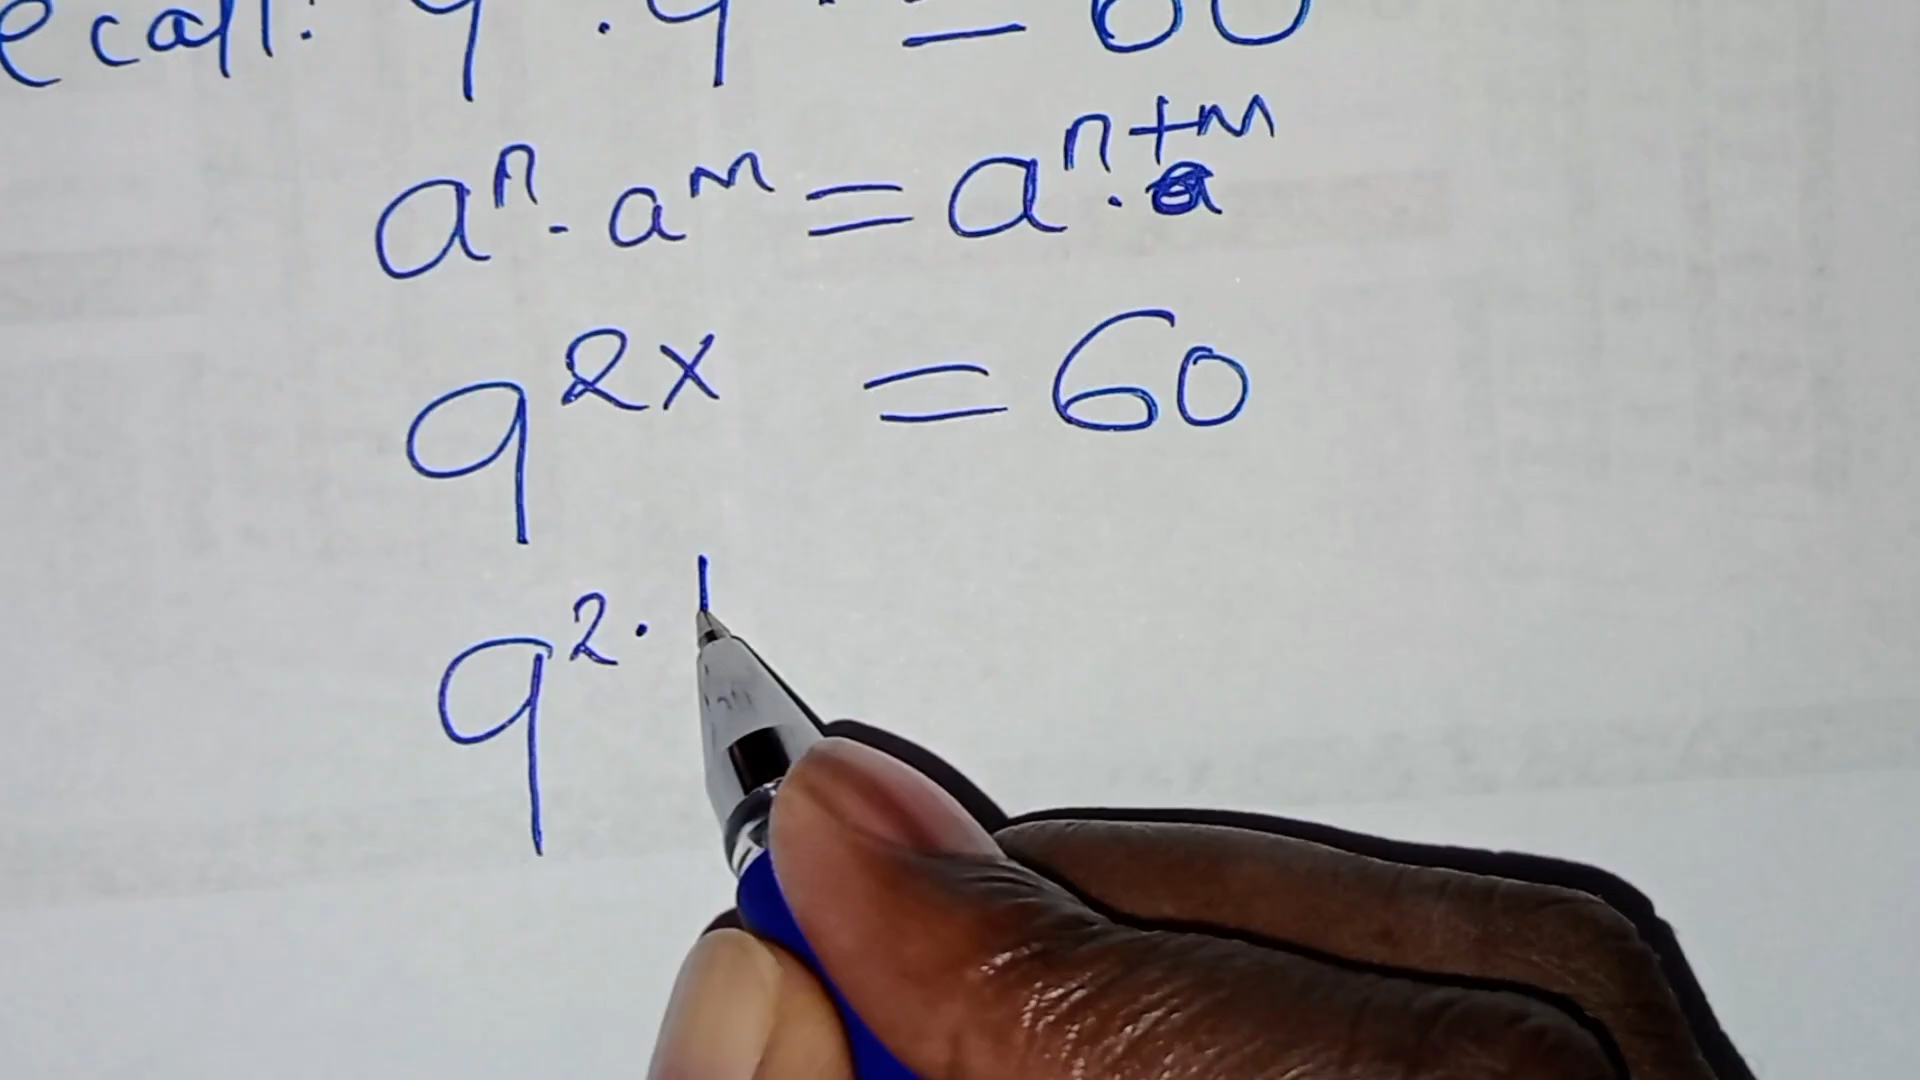 ecall: 9 . 9 = 60
aⁿ . aᵐ = aⁿ⁺ᵐ . a
9²ˣ = 60
9² ·